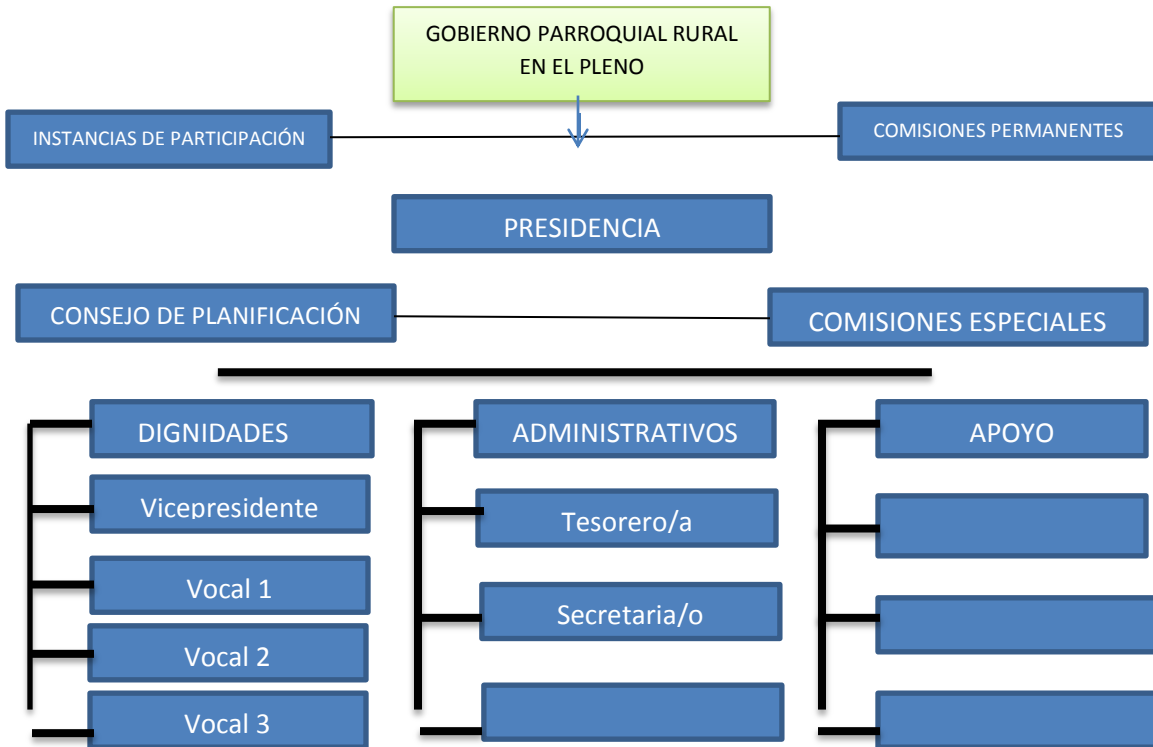 GOBIERNO PARROQUIAL RURAL
EN EL PLENO
INSTANCIAS DE PARTICIPACIÓN
COMISIONES PERMANENTES
PRESIDENCIA
CONSEJO DE PLANIFICACIÓN
COMISIONES ESPECIALES
DIGNIDADES
Vicepresidente
Vocal 1
Vocal 2
Vocal 3
ADMINISTRATIVOS
Tesorero/a
Secretaria/o
APOYO